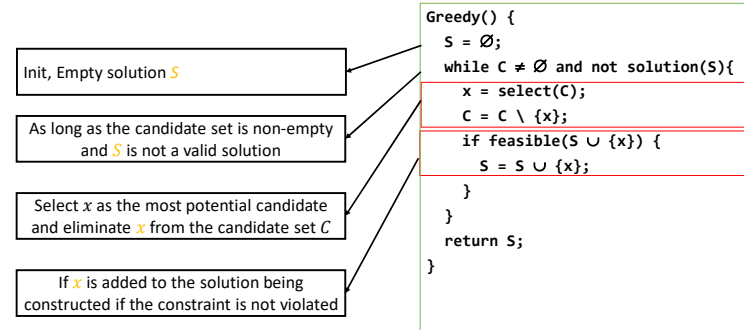 Init, Empty solution S
As long as the candidate set is non-empty
and S is not a valid solution
Select x as the most potential candidate
and eliminate x from the candidate set C
If x is added to the solution being
constructed if the constraint is not violated
Greedy() {
S = Ø;
while C ≠ Ø and not solution(S){
x = select(C);
C = C \ {x};
if feasible(S ∪ {x}) {
S = S ∪ {x};
}
}
return S;
}